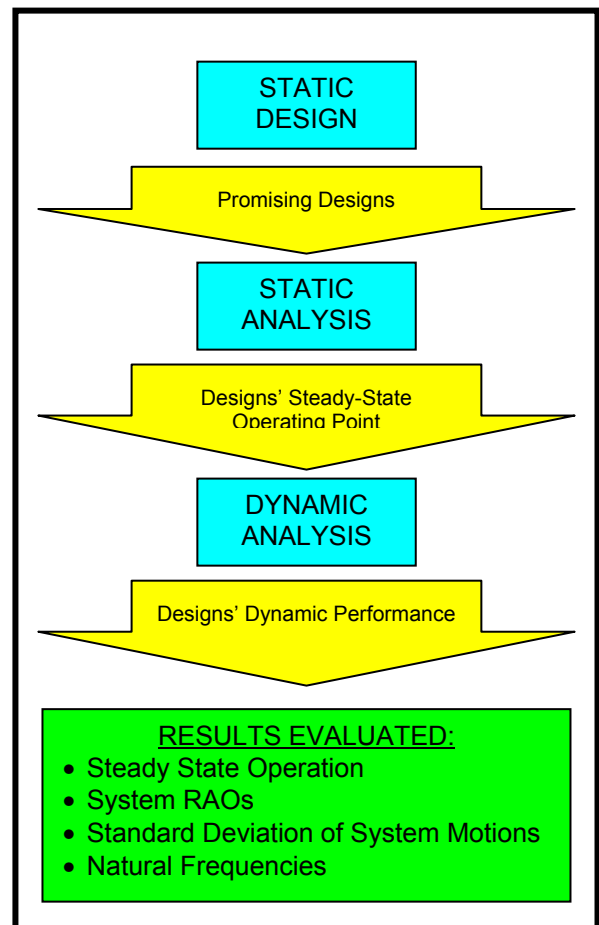 STATIC
DESIGN
Promising Designs
STATIC
ANALYSIS
Designs’ Steady-State
Operating Point
DYNAMIC
ANALYSIS
Designs’ Dynamic Performance
RESULTS EVALUATED:
• Steady State Operation
• System RAOs
• Standard Deviation of System Motions
• Natural Frequencies